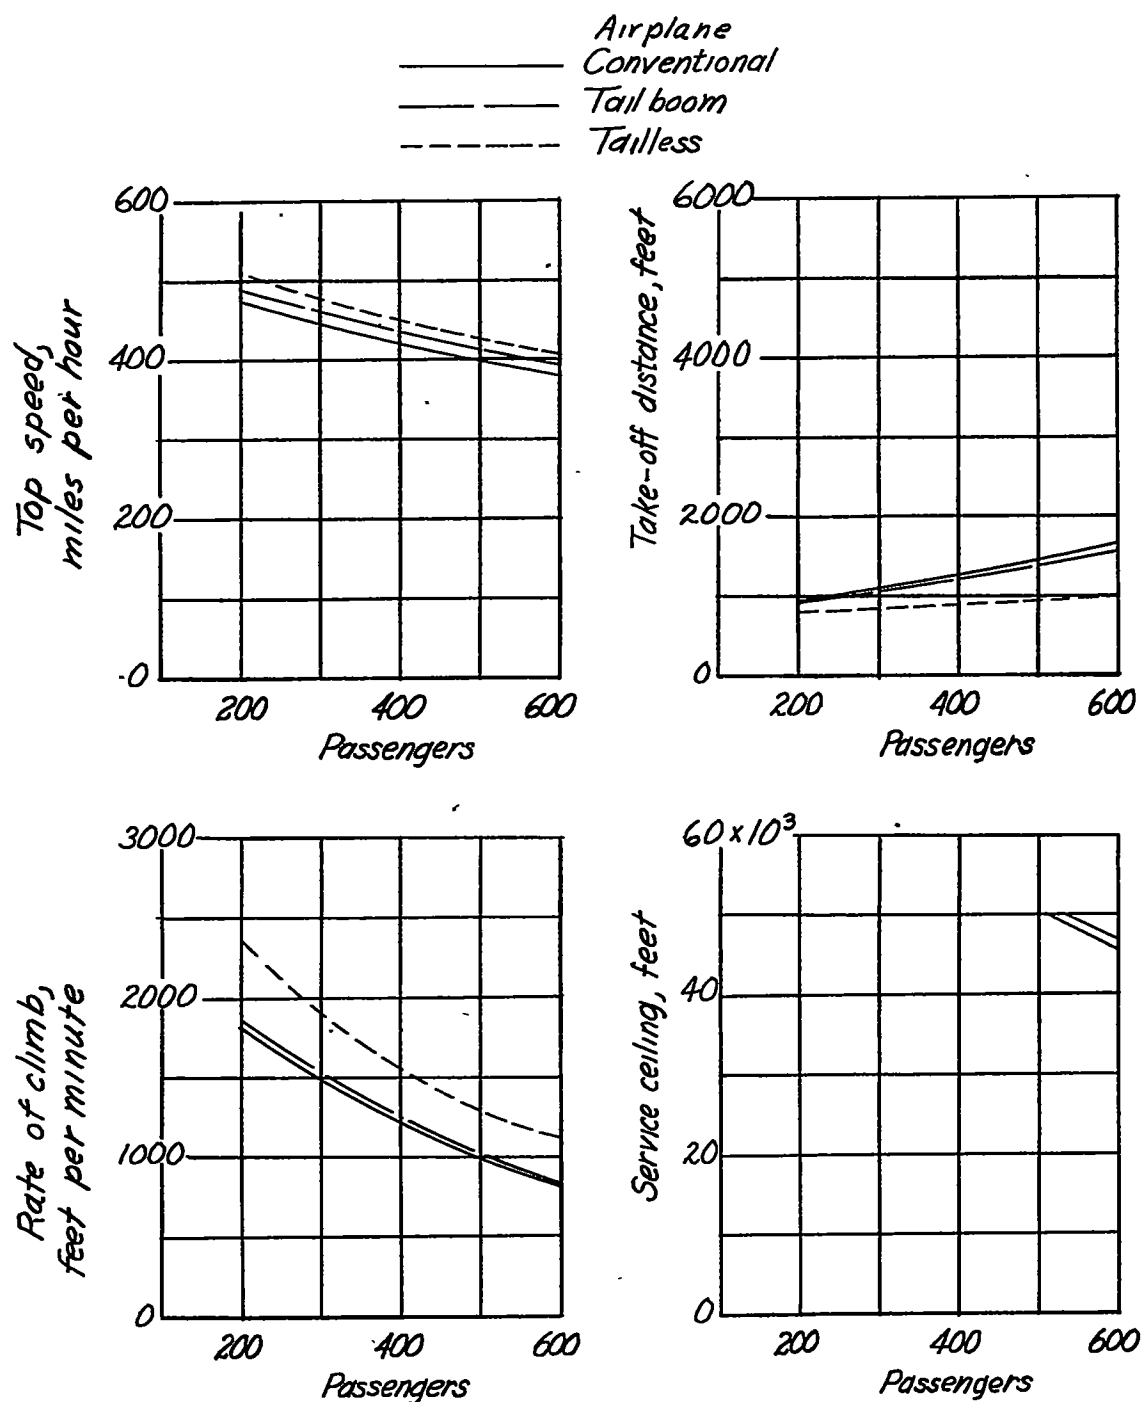 Airplane
Conventional
Tail boom
Tailless
600
400
200
0
Top speed,
miles per hour
200 400 600
Passengers
6000
4000
2000
0
Take-off distance, feet
200 400 600
Passengers
3000
2000
1000
0
Rate of climb,
feet per minute
200 400 600
Passengers
60 x 10³
40
20
0
Service ceiling, feet
200 400 600
Passengers